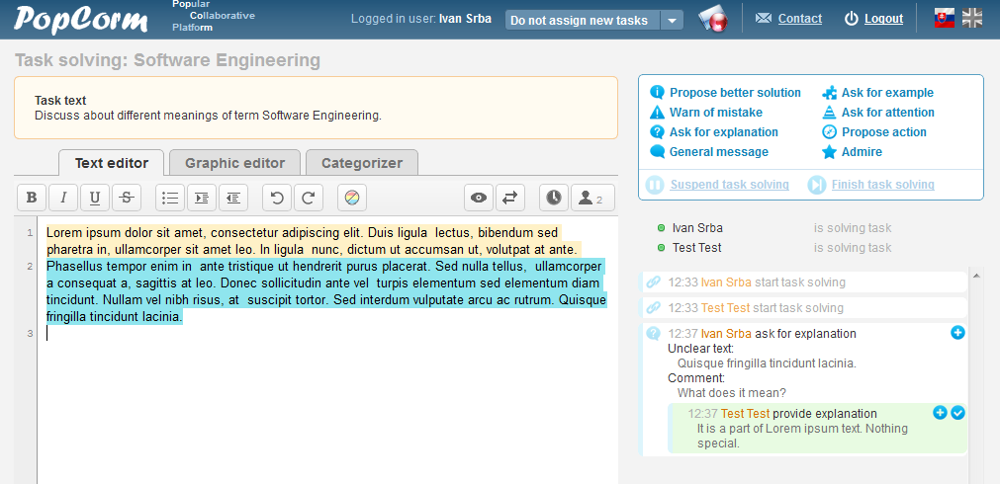 PopCorm
Popular
Collaborative
Platform
Logged in user: Ivan Srba
Do not assign new tasks
Contact
Logout
Task solving: Software Engineering
Task text
Discuss about different meanings of term Software Engineering.
Text editor
Graphic editor
Categorizer
B I U S
2
1
Lorem ipsum dolor sit amet, consectetur adipiscing elit. Duis ligula lectus, bibendum sed
pharetra in, ullamcorper sit amet leo. In ligula nunc, dictum ut accumsan ut, volutpat at ante.
2
Phasellus tempor enim in ante tristique ut hendrerit purus placerat. Sed nulla tellus, ullamcorper
a consequat a, sagittis at leo. Donec sollicitudin ante vel turpis elementum sed elementum diam
tincidunt. Nullam vel nibh risus, at suscipit tortor. Sed interdum vulputate arcu ac rutrum. Quisque
fringilla tincidunt lacinia.
3
Propose better solution
Ask for example
Warn of mistake
Ask for attention
Ask for explanation
Propose action
General message
Admire
Suspend task solving
Finish task solving
Ivan Srba is solving task
Test Test is solving task
12:33 Ivan Srba start task solving
12:33 Test Test start task solving
12:37 Ivan Srba ask for explanation
Unclear text:
Quisque fringilla tincidunt lacinia.
Comment:
What does it mean?
12:37 Test Test provide explanation
It is a part of Lorem ipsum text. Nothing
special.